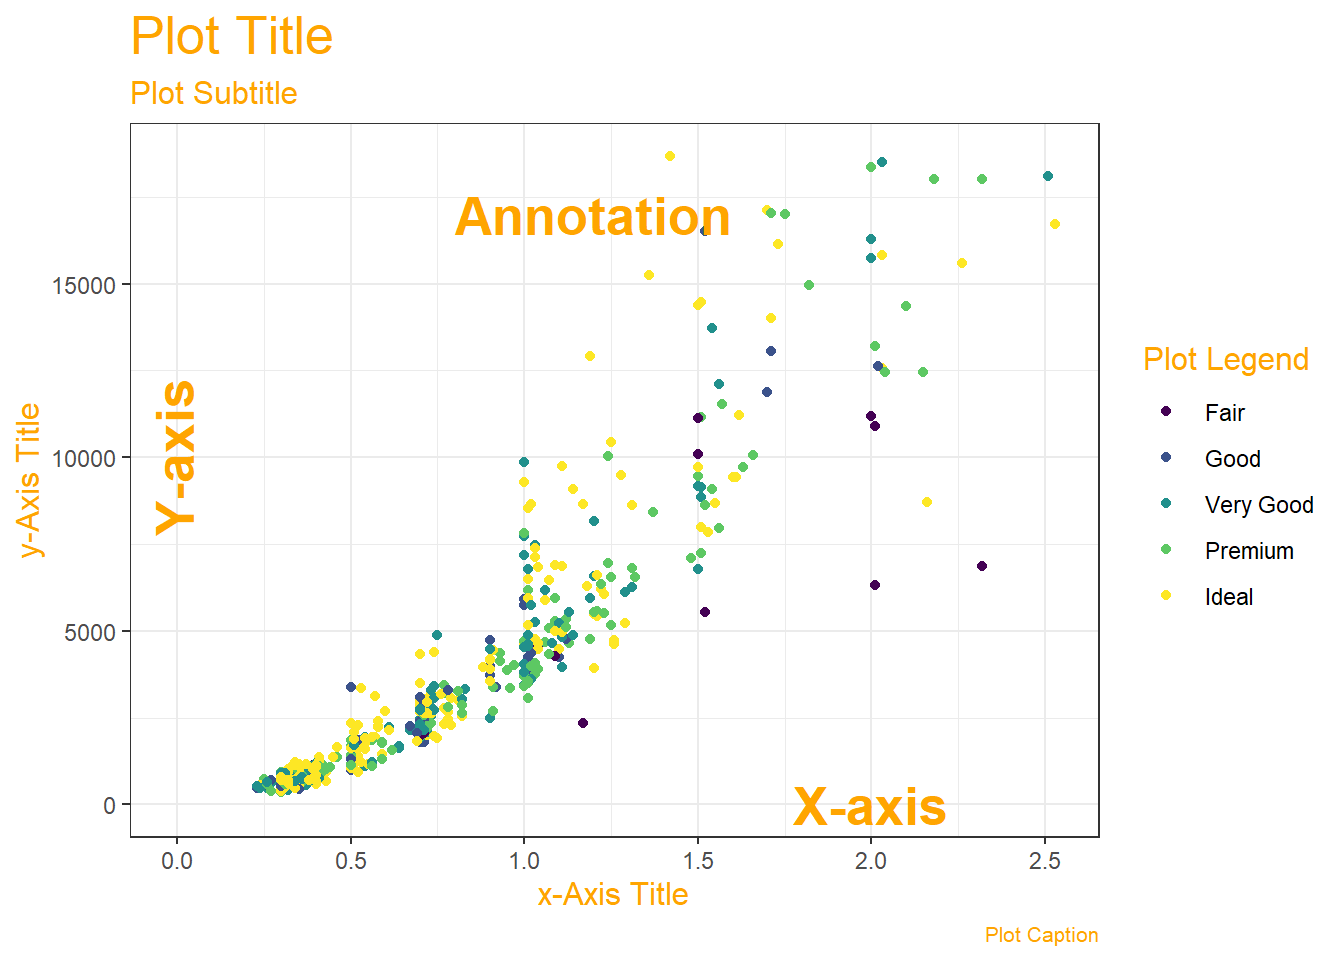 Plot Title
Plot Subtitle
Annotation
Y-axis
X-axis
y-Axis Title
15000
10000
5000
0
0.0
0.5
1.0
1.5
2.0
2.5
x-Axis Title
Plot Legend
Fair
Good
Very Good
Premium
Ideal
Plot Caption